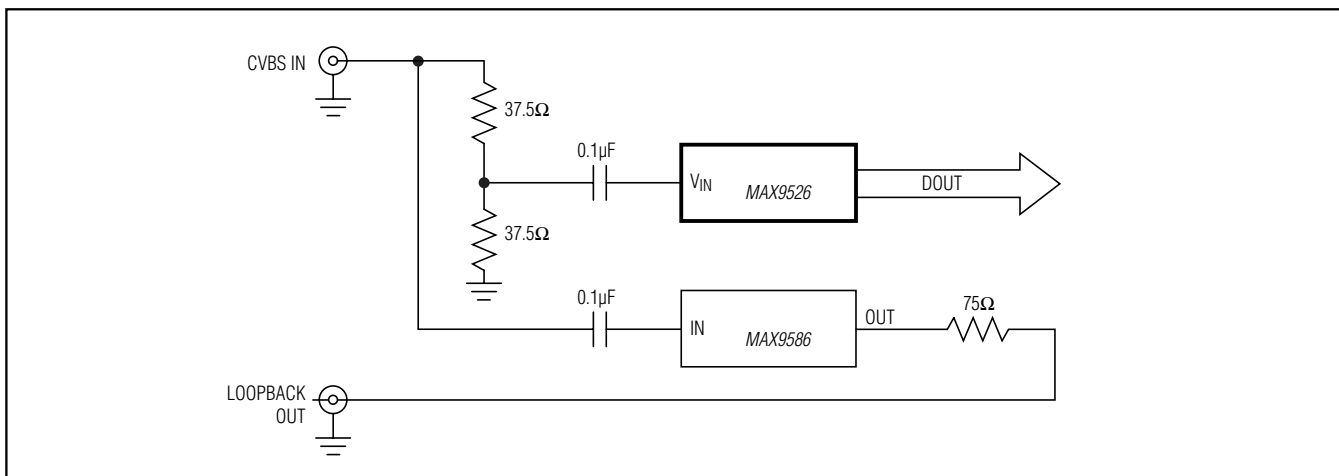 CVBS IN
37.5Ω
0.1µF
VIN
MAX9526
DOUT
37.5Ω
0.1µF
IN
MAX9586
OUT
75Ω
LOOPBACK
OUT